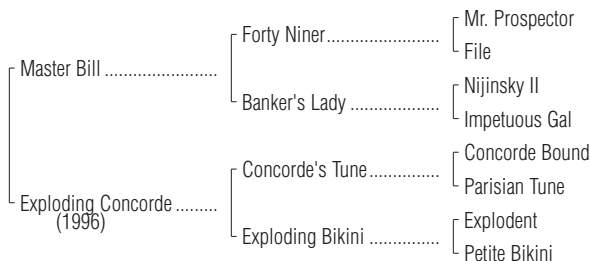 Mr. Prospector
Forty Niner........................
File
Master Bill ........................
Nijinsky II
Banker's Lady ...................
Impetuous Gal
Concorde Bound
Concorde's Tune...............
Parisian Tune
Exploding Concorde .........
(1996)
Explodent
Exploding Bikini ...............
Petite Bikini